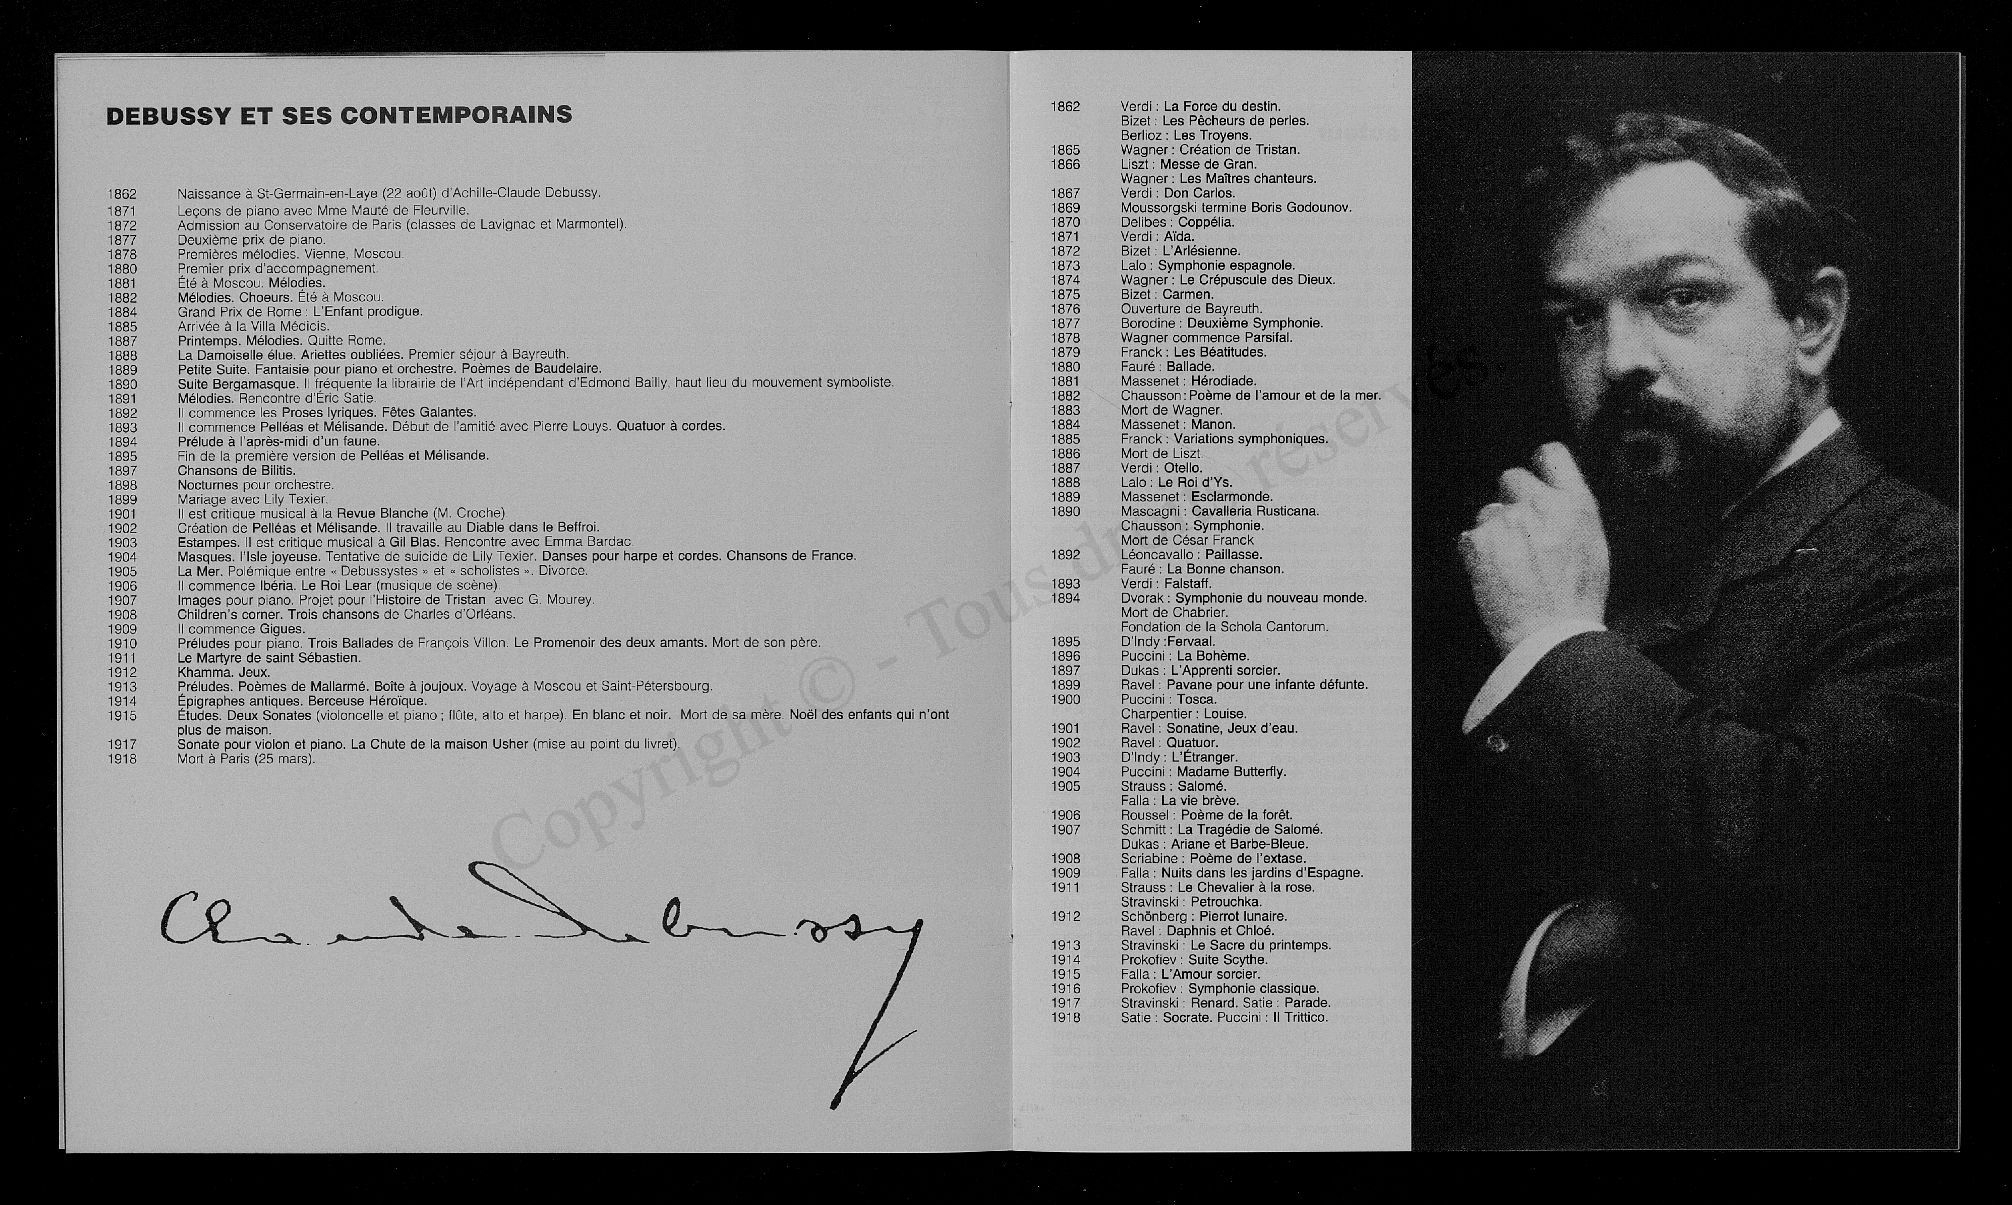 DEBUSSY ET SES CONTEMPORAINS
1862 Naissance à St-Germain-en-Laye (22 août) d'Achille-Claude Debussy.
1871 Leçons de piano avec Mme Mauté de Fleurville.
1872 Admission au Conservatoire de Paris (classes de Lavignac et Marmontel).
1877 Deuxième prix de piano.
1878 Premières mélodies. Vienne, Moscou.
1880 Premier prix d'accompagnement.
1881 Été à Moscou. Mélodies.
1882 Mélodies. Choeurs. Été à Moscou.
1884 Grand Prix de Rome : L'Enfant prodigue.
1885 Arrivée à la Villa Médicis.
1887 Printemps. Mélodies. Quitte Rome.
1888 La Damoiselle élue. Ariettes oubliées. Premier séjour à Bayreuth.
1889 Petite Suite. Fantaisie pour piano et orchestre. Poèmes de Baudelaire.
1890 Suite Bergamasque. Il fréquente la librairie de l'Art indépendant d'Edmond Bailly, haut lieu du mouvement symboliste.
1891 Mélodies. Rencontre d'Éric Satie.
1892 Il commence les Proses lyriques. Fêtes Galantes.
1893 Il commence Pelléas et Mélisande. Début de l'amitié avec Pierre Louys. Quatuor à cordes.
1894 Prélude à l'après-midi d'un faune.
1895 Fin de la première version de Pelléas et Mélisande.
1897 Chansons de Bilitis.
1898 Nocturnes pour orchestre.
1899 Mariage avec Lily Texier.
1901 Il est critique musical à la Revue Blanche (M. Croche)
1902 Création de Pelléas et Mélisande. Il travaille au Diable dans le Beffroi.
1903 Estampes. Il est critique musical à Gil Blas. Rencontre avec Emma Bardac.
1904 Masques. l'Isle joyeuse. Tentative de suicide de Lily Texier. Danses pour harpe et cordes. Chansons de France.
1905 La Mer. Polémique entre « Debussystes » et « scholistes ». Divorce.
1906 Il commence Ibéria. Le Roi Lear (musique de scène).
1907 Images pour piano. Projet pour l'Histoire de Tristan avec G. Mourey.
1908 Children's corner. Trois chansons de Charles d'Orléans.
1909 Il commence Gigues.
1910 Préludes pour piano. Trois Ballades de François Villon. Le Promenoir des deux amants. Mort de son père.
1911 Le Martyre de saint Sébastien.
1912 Khamma. Jeux.
1913 Préludes. Poèmes de Mallarmé. Boîte à joujoux. Voyage à Moscou et Saint-Pétersbourg.
1914 Épigraphes antiques. Berceuse Héroïque.
1915 Études. Deux Sonates (violoncelle et piano ; flûte, alto et harpe). En blanc et noir. Mort de sa mère. Noël des enfants qui n'ont
plus de maison.
1917 Sonate pour violon et piano. La Chute de la maison Usher (mise au point du livret).
1918 Mort à Paris (25 mars).
Claude Debussy
1862 Verdi : La Force du destin.
Bizet : Les Pêcheurs de perles.
Berlioz : Les Troyens.
1865 Wagner : Création de Tristan.
1866 Liszt : Messe de Gran.
Wagner : Les Maîtres chanteurs.
1867 Verdi : Don Carlos.
1869 Moussorgski termine Boris Godounov.
1870 Delibes : Coppélia.
1871 Verdi : Aïda.
1872 Bizet : L'Arlésienne.
1873 Lalo : Symphonie espagnole.
1874 Wagner : Le Crépuscule des Dieux.
1875 Bizet : Carmen.
1876 Ouverture de Bayreuth.
1877 Borodine : Deuxième Symphonie.
1878 Wagner commence Parsifal.
1879 Franck : Les Béatitudes.
1880 Fauré : Ballade.
1881 Massenet : Hérodiade.
1882 Chausson : Poème de l'amour et de la mer.
1883 Mort de Wagner.
1884 Massenet : Manon.
1885 Franck : Variations symphoniques.
1886 Mort de Liszt.
1887 Verdi : Otello.
1888 Lalo : Le Roi d'Ys.
1889 Massenet : Esclarmonde.
1890 Mascagni : Cavalleria Rusticana.
Chausson : Symphonie.
Mort de César Franck
1892 Léoncavallo : Paillasse.
Fauré : La Bonne chanson.
1893 Verdi : Falstaff.
1894 Dvorak : Symphonie du nouveau monde.
Mort de Chabrier.
Fondation de la Schola Cantorum.
1895 D'Indy :Fervaal.
1896 Puccini : La Bohème.
1897 Dukas : L'Apprenti sorcier.
1899 Ravel : Pavane pour une infante défunte.
1900 Puccini : Tosca.
Charpentier : Louise.
1901 Ravel : Sonatine, Jeux d'eau.
1902 Ravel : Quatuor.
1903 D'Indy : L'Étranger.
1904 Puccini : Madame Butterfly.
1905 Strauss : Salomé.
Falla : La vie brève.
1906 Roussel : Poème de la forêt.
1907 Schmitt : La Tragédie de Salomé.
Dukas : Ariane et Barbe-Bleue.
1908 Scriabine : Poème de l'extase.
1909 Falla : Nuits dans les jardins d'Espagne.
1911 Strauss : Le Chevalier à la rose.
Stravinski : Petrouchka.
1912 Schönberg : Pierrot lunaire.
Ravel : Daphnis et Chloé.
1913 Stravinski : Le Sacre du printemps.
1914 Prokofiev : Suite Scythe.
1915 Falla : L'Amour sorcier.
1916 Prokofiev : Symphonie classique.
1917 Stravinski : Renard. Satie : Parade.
1918 Satie : Socrate. Puccini : Il Trittico.
Copyright © - Tous droits réservés